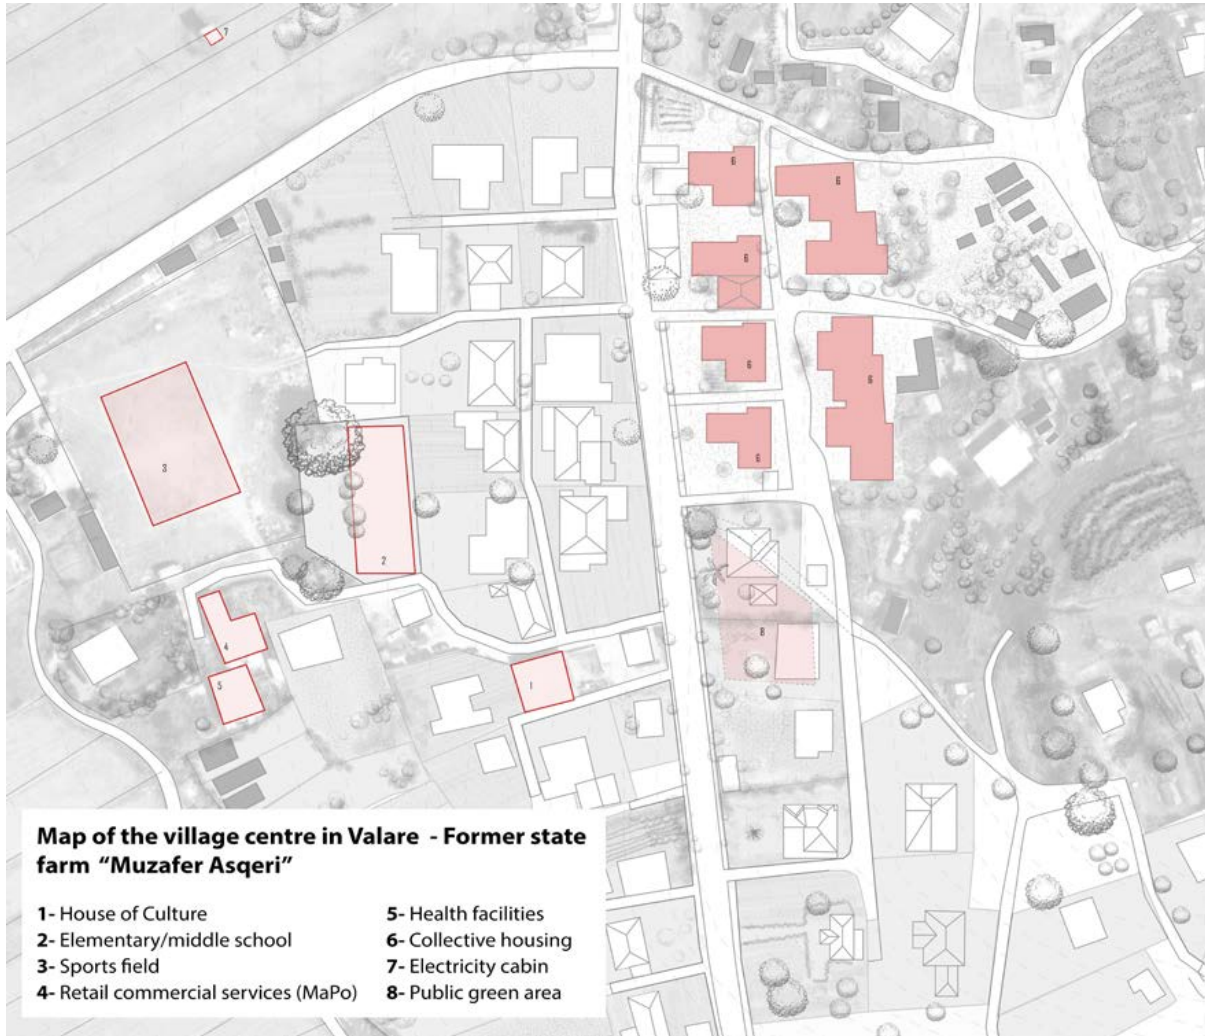 7
6
6
6
6
6
6
3
2
8
4
5
1
Map of the village centre in Valare - Former state
farm “Muzafer Asqeri”
1- House of Culture
2- Elementary/middle school
3- Sports field
4- Retail commercial services (MaPo)
5- Health facilities
6- Collective housing
7- Electricity cabin
8- Public green area